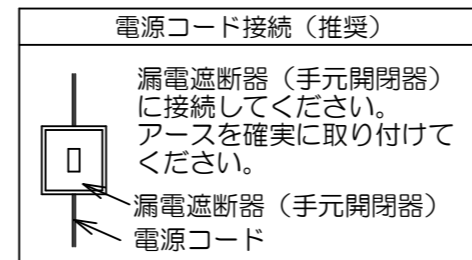 電源コード接続（推奨）
漏電遮断器（手元開閉器）
に接続してください。
アースを確実に取り付けて
ください。
漏電遮断器（手元開閉器）
電源コード